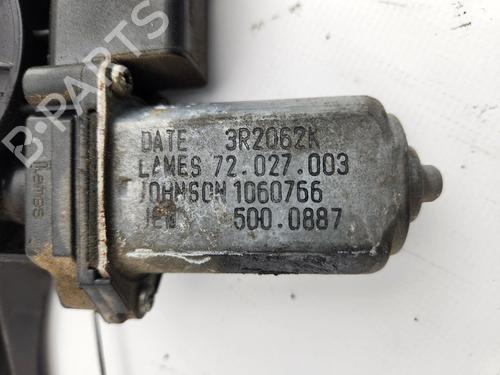 DATE 3R2062K
LAMES 72.027.003
JOHNSON 1060766
500.0887
B-PARTS
Lames